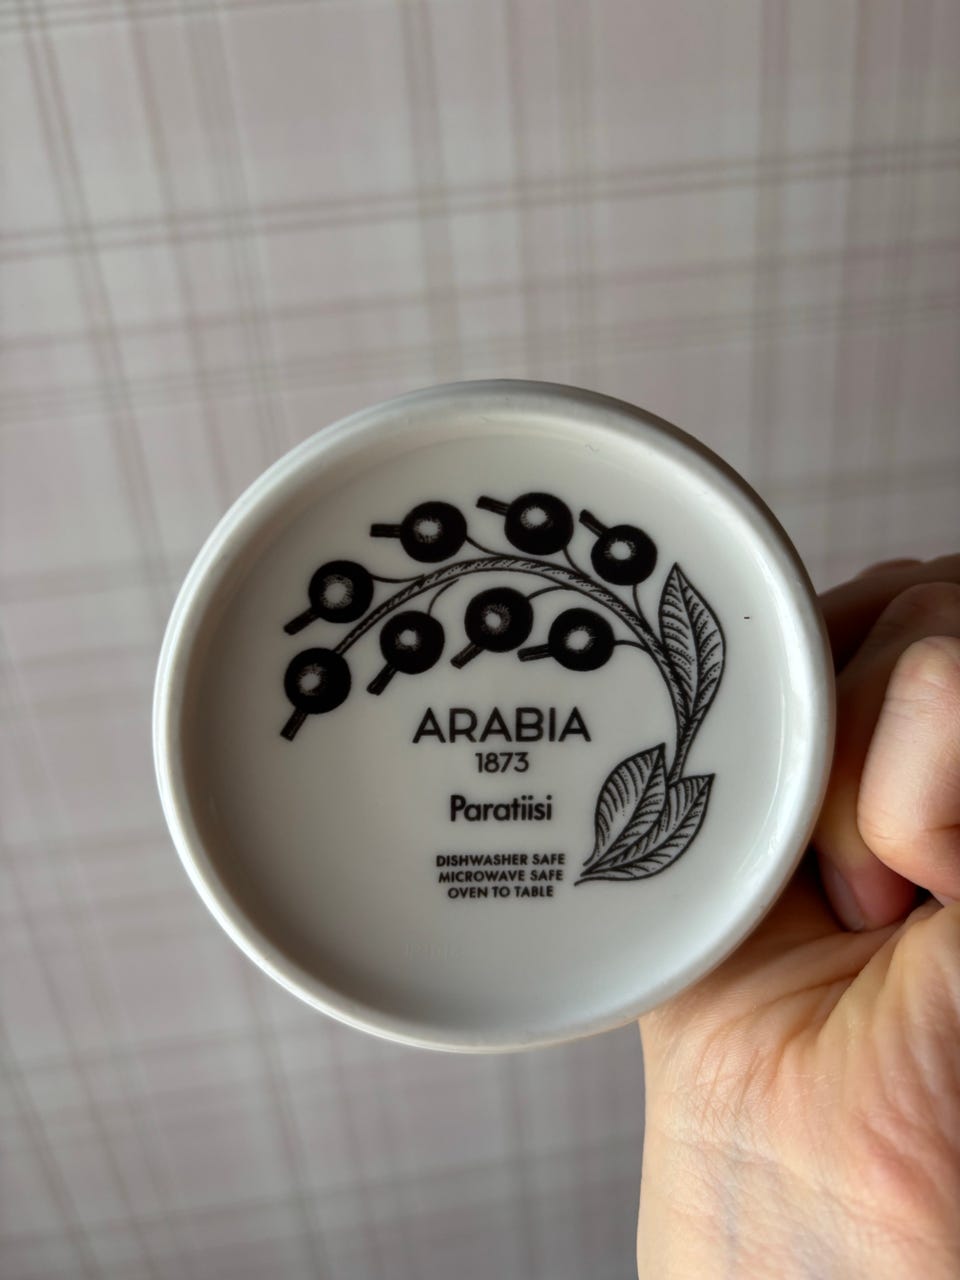 ARABIA
1873
Paratiisi
DISHWASHER SAFE
MICROWAVE SAFE
OVEN TO TABLE